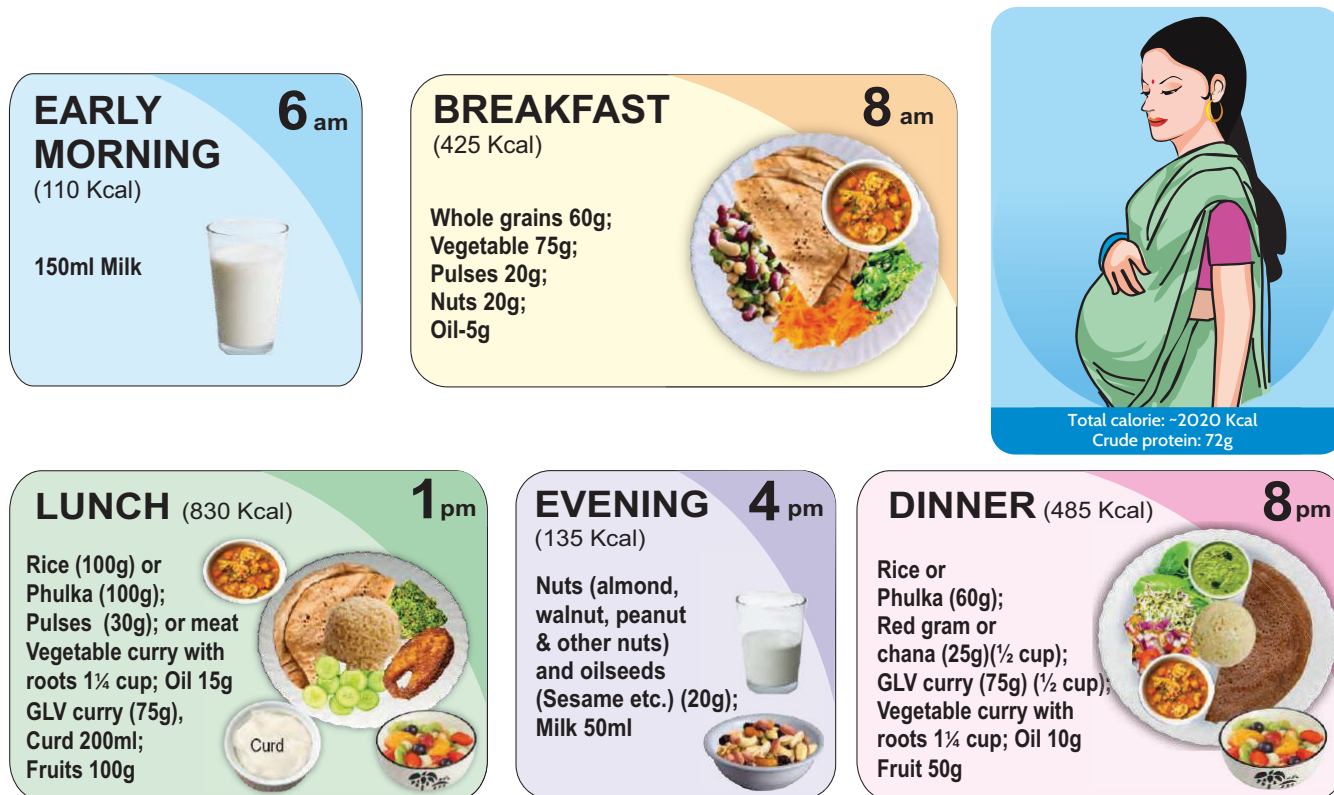 EARLY
MORNING
6 am
(110 Kcal)
150ml Milk
BREAKFAST
8 am
(425 Kcal)
Whole grains 60g;
Vegetable 75g;
Pulses 20g;
Nuts 20g;
Oil-5g
Total calorie: ~2020 Kcal
Crude protein: 72g
LUNCH (830 Kcal)
1 pm
Rice (100g) or
Phulka (100g);
Pulses (30g); or meat
Vegetable curry with
roots 1¼ cup; Oil 15g
GLV curry (75g),
Curd 200ml;
Fruits 100g
Curd
EVENING
4 pm
(135 Kcal)
Nuts (almond,
walnut, peanut
& other nuts)
and oilseeds
(Sesame etc.) (20g);
Milk 50ml
DINNER (485 Kcal)
8 pm
Rice or
Phulka (60g);
Red gram or
chana (25g)(½ cup);
GLV curry (75g) (½ cup);
Vegetable curry with
roots 1¼ cup; Oil 10g
Fruit 50g